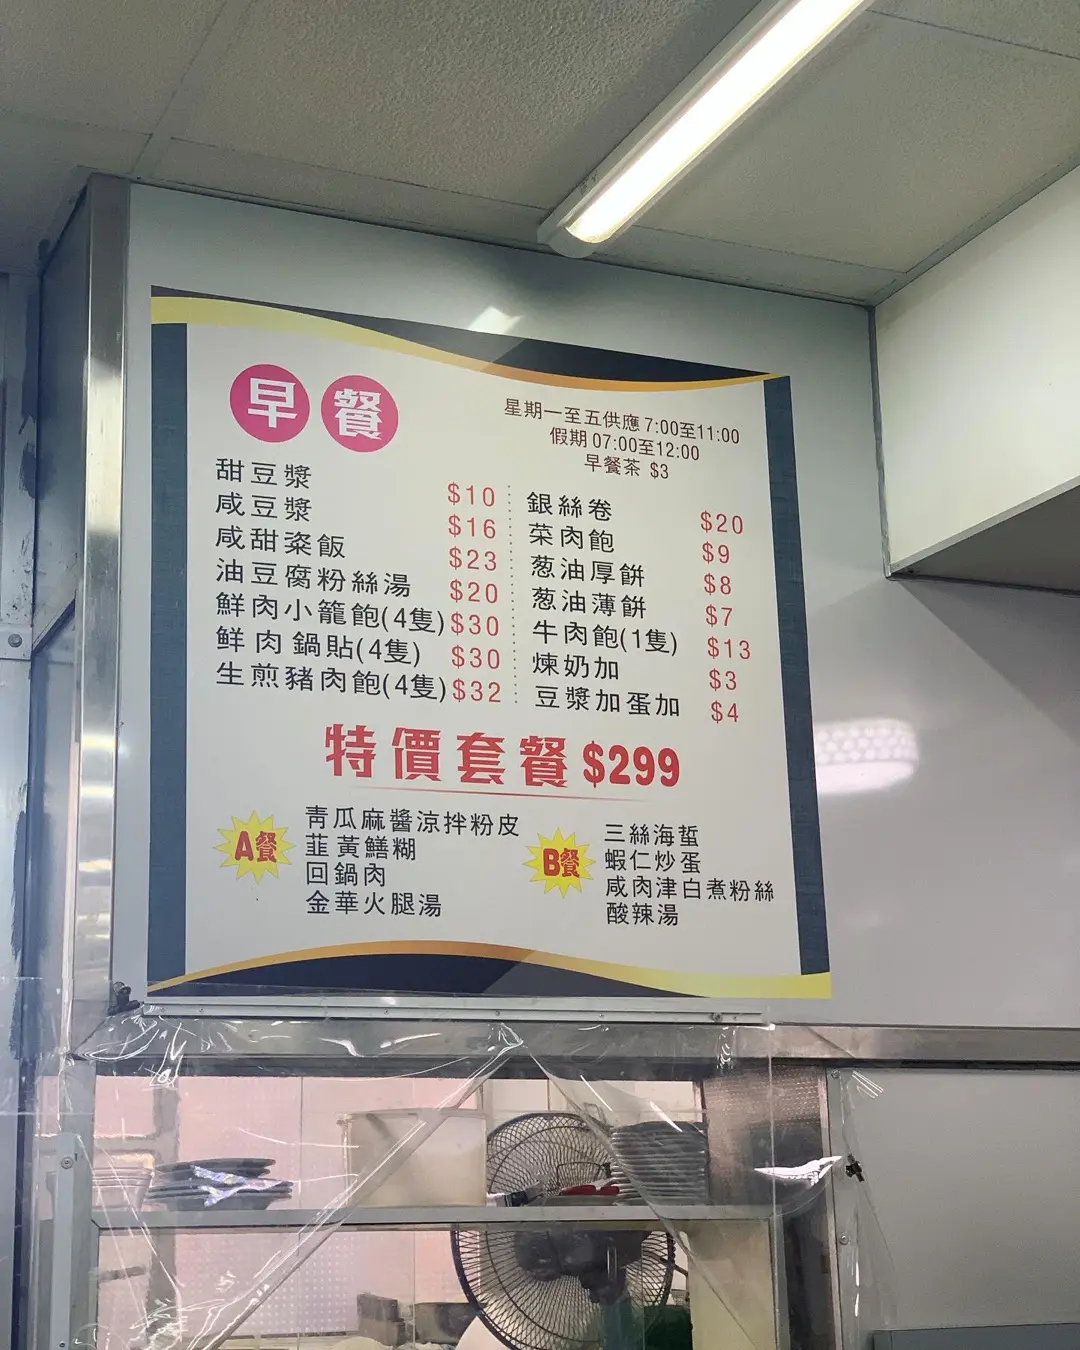 早餐
星期一至五供應 7:00至11:00
假期 07:00至12:00
早餐茶 $3
甜豆漿 $10
咸豆漿 $16
咸甜粢飯 $23
油豆腐粉絲湯 $20
鮮肉小籠飽(4隻) $30
鮮肉鍋貼(4隻) $30
生煎豬肉飽(4隻) $32
銀絲卷 $20
菜肉飽 $9
葱油厚餅 $8
葱油薄餅 $7
牛肉飽(1隻) $13
煉奶加 $3
豆漿加蛋加 $4
特價套餐 $299
A餐
青瓜麻醬涼拌粉皮
韮黃鱔糊
回鍋肉
金華火腿湯
B餐
三絲海蜇
蝦仁炒蛋
咸肉津白煮粉絲
酸辣湯